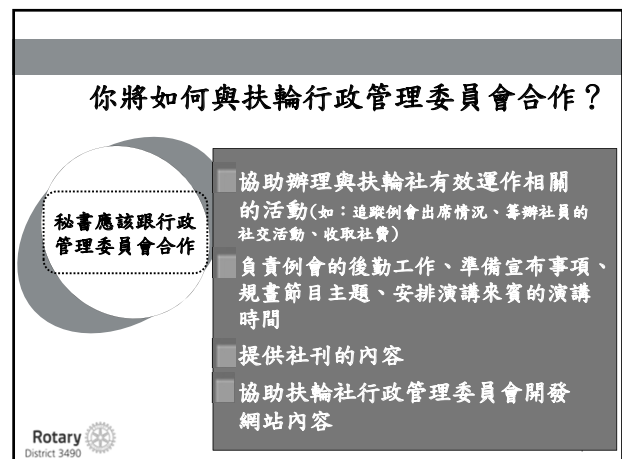 你將如何與扶輪行政管理委員會合作？
秘書應該跟行政
管理委員會合作
協助辦理與扶輪社有效運作相關
的活動(如：追蹤例會出席情況、籌辦社員的
社交活動、收取社費)
負責例會的後勤工作、準備宣布事項、
規畫節目主題、安排演講來賓的演講
時間
提供社刊的內容
協助扶輪社行政管理委員會開發
網站內容
Rotary
District 3490